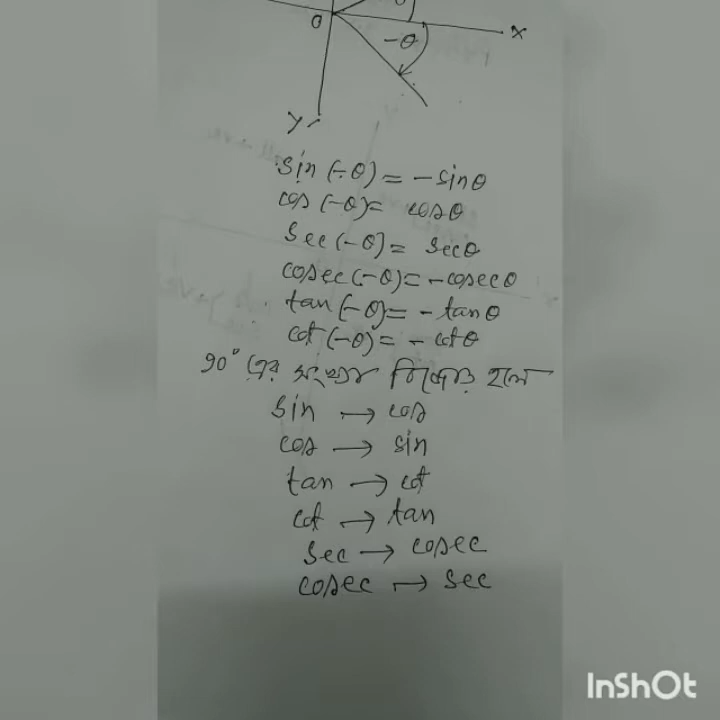 θ
O
-θ
X
Y'
sin (-θ) = - sinθ
cos (-θ) = cosθ
sec (-θ) = secθ
cosec (-θ) = -cosecθ
tan (-θ) = - tanθ
cot (-θ) = - cotθ
90° এর সংখ্যা বিজোড় হলে
sin → cos
cos → sin
tan → cot
cot → tan
sec → cosec
cosec → sec
InShOt